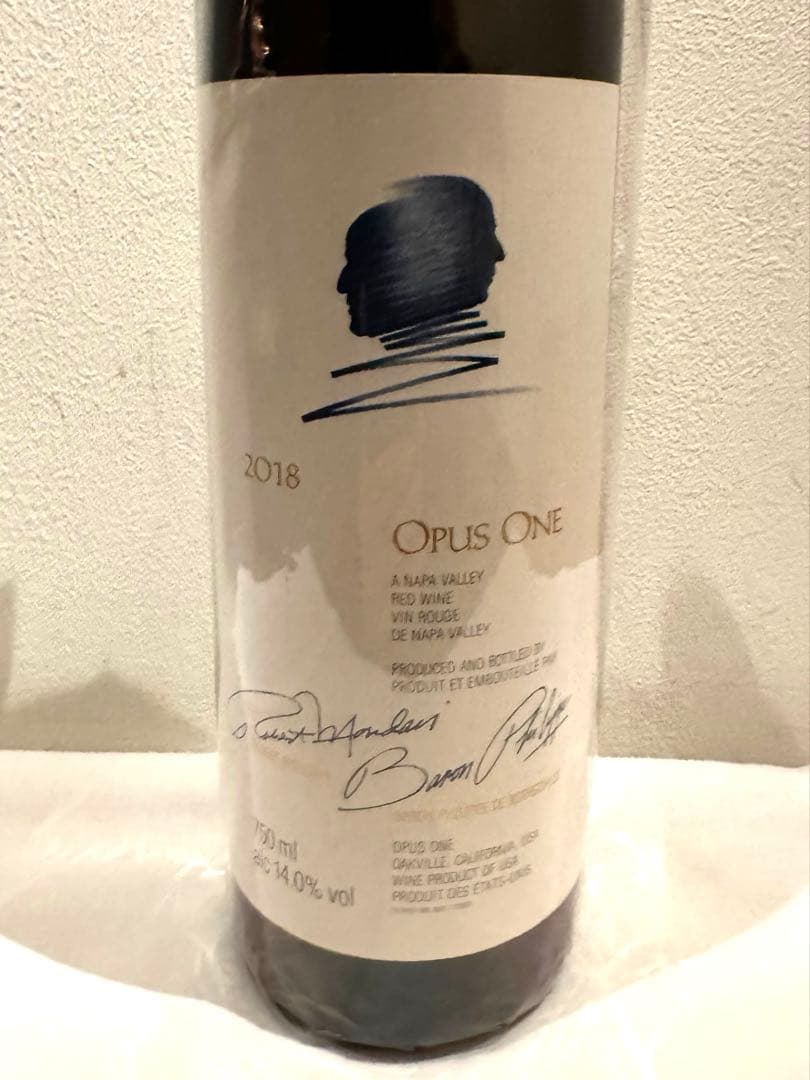 2018
OPUS ONE
A NAPA VALLEY
RED WINE
VIN ROUGE
DE NAPA VALLEY
PRODUCED AND BOTTLED BY
PRODUIT ET EMBOUTEILLÉ PAR
Robert Mondavi
Baron Philippe
750 ml
alc 14.0% vol
OPUS ONE
OAKVILLE, CALIFORNIA, USA
WINE PRODUCT OF USA
PRODUIT DES ÉTATS-UNIS